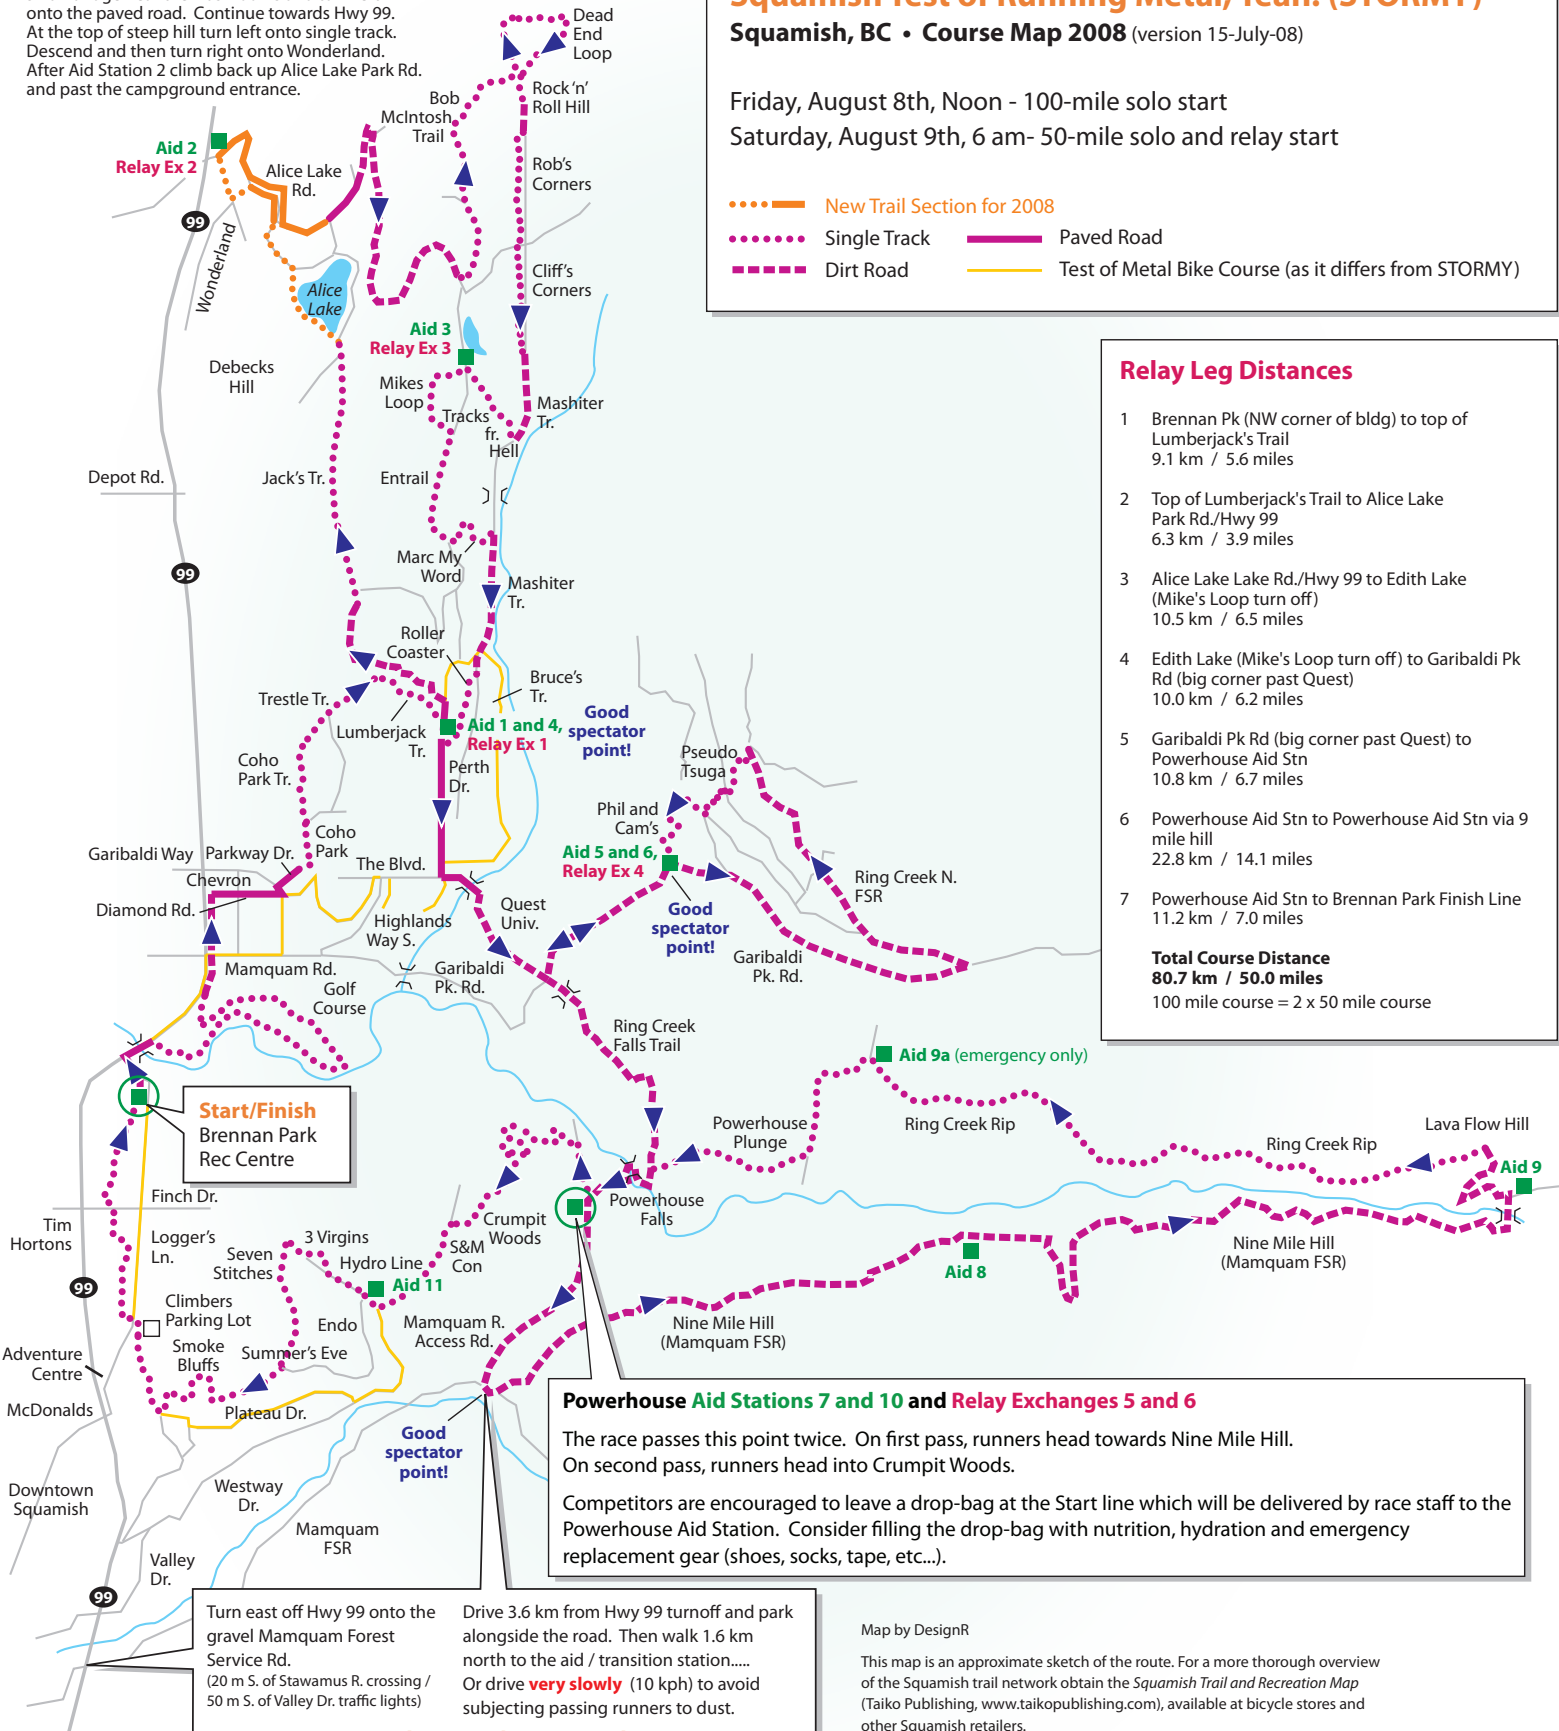 onto the paved road. Continue towards Hwy 99.
At the top of steep hill turn left onto single track.
Descend and then turn right onto Wonderland.
After Aid Station 2 climb back up Alice Lake Park Rd.
and past the campground entrance.
Squamish Test of Running Metal, Yeah! (STORMY)
Squamish, BC • Course Map 2008 (version 15-July-08)
Friday, August 8th, Noon - 100-mile solo start
Saturday, August 9th, 6 am- 50-mile solo and relay start
New Trail Section for 2008
Single Track
Paved Road
Dirt Road
Test of Metal Bike Course (as it differs from STORMY)
Dead
End
Loop
Rock 'n'
Roll Hill
Bob
McIntosh
Trail
Aid 2
Relay Ex 2
Alice Lake
Rd.
Rob's
Corners
99
Wonderland
Cliff's
Corners
Alice
Lake
Aid 3
Relay Ex 3
Debecks
Hill
Mikes
Loop
Tracks
fr.
Hell
Mashiter
Tr.
Depot Rd.
Jack's Tr.
Entrail
99
Marc My
Word
Mashiter
Tr.
Roller
Coaster
Bruce's
Tr.
Trestle Tr.
Lumberjack
Tr.
Aid 1 and 4,
Relay Ex 1
Good
spectator
point!
Coho
Park Tr.
Perth
Dr.
Pseudo
Tsuga
Phil and
Cam's
Coho
Park
Garibaldi Way
Parkway Dr.
The Blvd.
Aid 5 and 6,
Relay Ex 4
Chevron
Ring Creek N.
FSR
Diamond Rd.
Highlands
Way S.
Quest
Univ.
Good
spectator
point!
Mamquam Rd.
Golf
Course
Garibaldi
Pk. Rd.
Garibaldi
Pk. Rd.
Ring Creek
Falls Trail
Relay Leg Distances
1 Brennan Pk (NW corner of bldg) to top of
Lumberjack's Trail
9.1 km / 5.6 miles
2 Top of Lumberjack's Trail to Alice Lake
Park Rd./Hwy 99
6.3 km / 3.9 miles
3 Alice Lake Lake Rd./Hwy 99 to Edith Lake
(Mike's Loop turn off)
10.5 km / 6.5 miles
4 Edith Lake (Mike's Loop turn off) to Garibaldi Pk
Rd (big corner past Quest)
10.0 km / 6.2 miles
5 Garibaldi Pk Rd (big corner past Quest) to
Powerhouse Aid Stn
10.8 km / 6.7 miles
6 Powerhouse Aid Stn to Powerhouse Aid Stn via 9
mile hill
22.8 km / 14.1 miles
7 Powerhouse Aid Stn to Brennan Park Finish Line
11.2 km / 7.0 miles
Total Course Distance
80.7 km / 50.0 miles
100 mile course = 2 x 50 mile course
Aid 9a (emergency only)
Start/Finish
Brennan Park
Rec Centre
Powerhouse
Plunge
Ring Creek Rip
Ring Creek Rip
Lava Flow Hill
Aid 9
Finch Dr.
Tim
Hortons
Logger's
Ln.
3 Virgins
Seven
Stitches
Hydro Line
Aid 11
S&M
Con
Crumpit
Woods
Powerhouse
Falls
Nine Mile Hill
(Mamquam FSR)
Aid 8
99
Climbers
Parking Lot
Endo
Mamquam R.
Access Rd.
Nine Mile Hill
(Mamquam FSR)
Smoke
Bluffs
Summer's Eve
Adventure
Centre
McDonalds
Plateau Dr.
Good
spectator
point!
Powerhouse Aid Stations 7 and 10 and Relay Exchanges 5 and 6
The race passes this point twice. On first pass, runners head towards Nine Mile Hill.
On second pass, runners head into Crumpit Woods.
Competitors are encouraged to leave a drop-bag at the Start line which will be delivered by race staff to the
Powerhouse Aid Station. Consider filling the drop-bag with nutrition, hydration and emergency
replacement gear (shoes, socks, tape, etc...).
Downtown
Squamish
Westway
Dr.
Mamquam
FSR
Valley
Dr.
99
Turn east off Hwy 99 onto the
gravel Mamquam Forest
Service Rd.
(20 m S. of Stawamus R. crossing /
50 m S. of Valley Dr. traffic lights)
Drive 3.6 km from Hwy 99 turnoff and park
alongside the road. Then walk 1.6 km
north to the aid / transition station.....
Or drive very slowly (10 kph) to avoid
subjecting passing runners to dust.
Map by DesignR
This map is an approximate sketch of the route. For a more thorough overview
of the Squamish trail network obtain the Squamish Trail and Recreation Map
(Taiko Publishing, www.taikopublishing.com), available at bicycle stores and
other Squamish retailers.